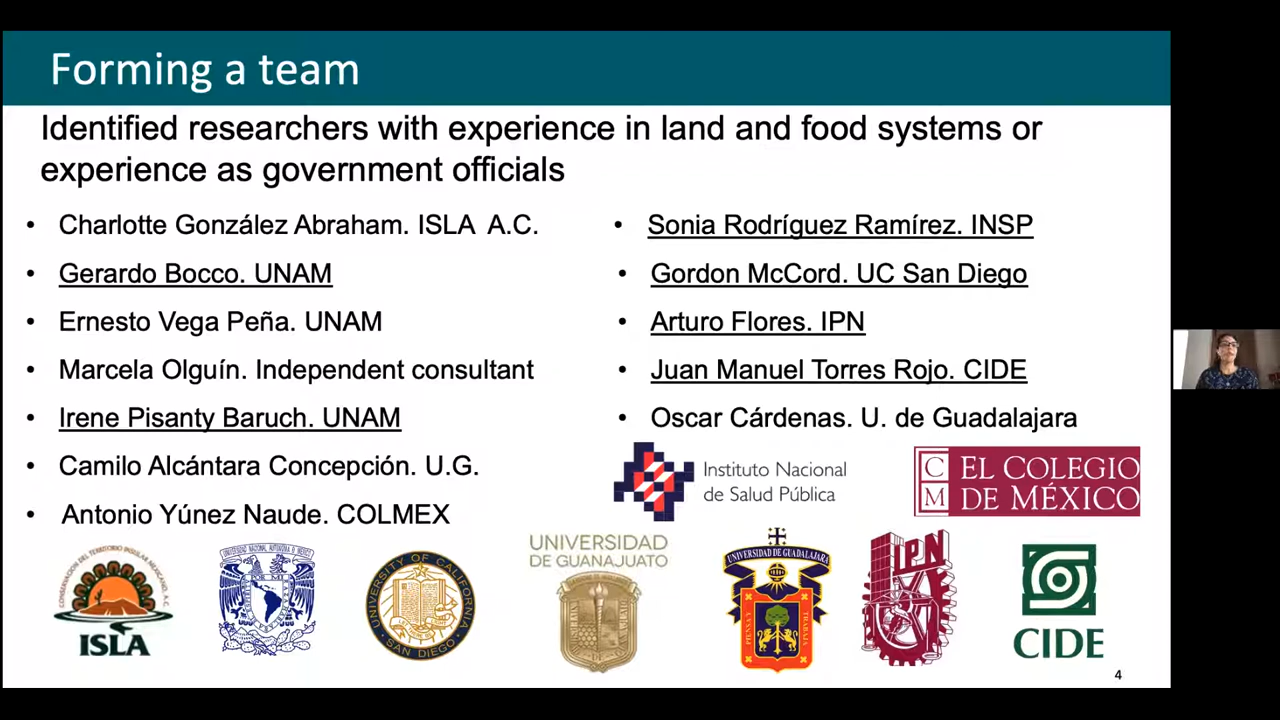 Forming a team
Identified researchers with experience in land and food systems or
experience as government officials
• Charlotte González Abraham. ISLA A.C.
• Gerardo Bocco. UNAM
• Ernesto Vega Peña. UNAM
• Marcela Olguín. Independent consultant
• Irene Pisanty Baruch. UNAM
• Camilo Alcántara Concepción. U.G.
• Antonio Yúnez Naude. COLMEX
• Sonia Rodríguez Ramírez. INSP
• Gordon McCord. UC San Diego
• Arturo Flores. IPN
• Juan Manuel Torres Rojo. CIDE
• Oscar Cárdenas. U. de Guadalajara
Instituto Nacional
de Salud Pública
CM
EL COLEGIO
DE MÉXICO
ISLA
UNIVERSITY OF CALIFORNIA
SAN DIEGO
UNIVERSIDAD
DE GUANAJUATO
UNIVERSIDAD DE GUADALAJARA
PIENSA Y
TRABAJA
IPN
CIDE
4